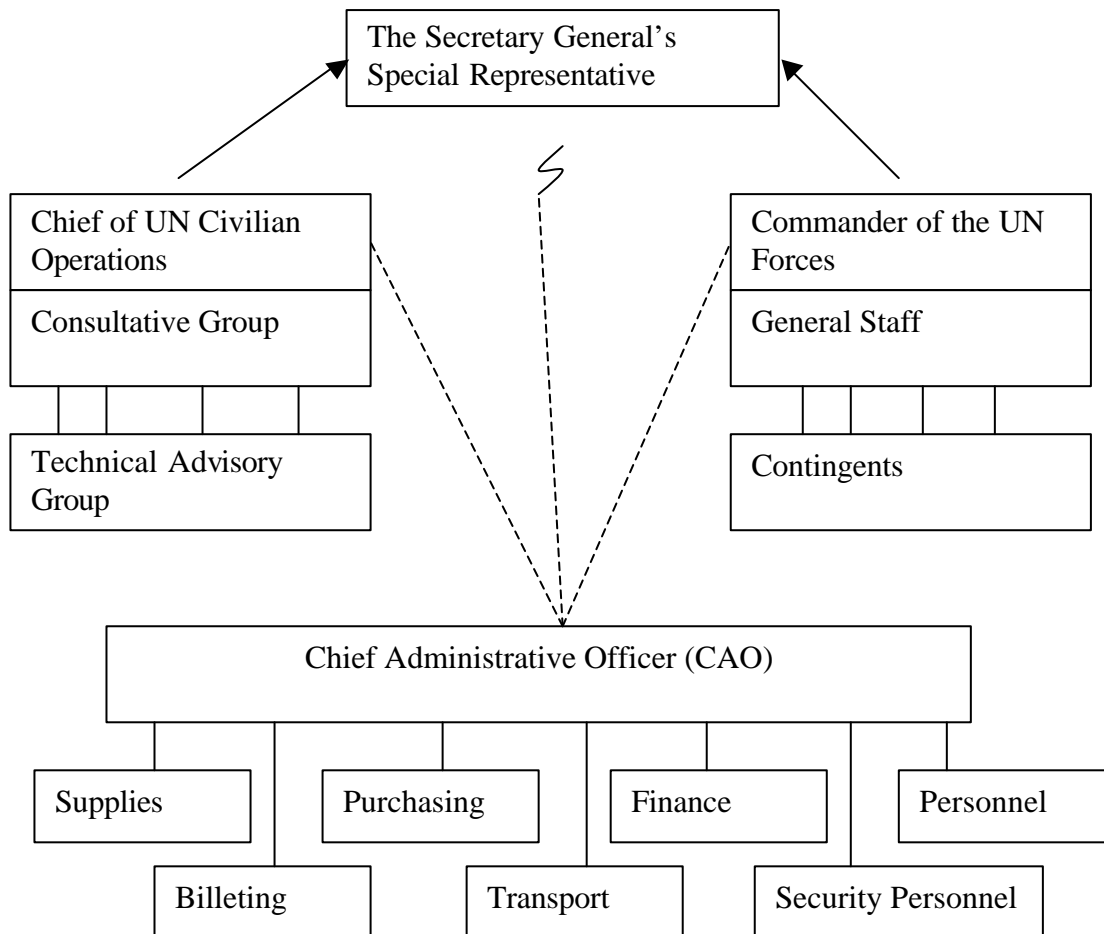 The Secretary General’s
Special Representative
Chief of UN Civilian
Operations
Commander of the UN
Forces
Consultative Group
General Staff
Technical Advisory
Group
Contingents
Chief Administrative Officer (CAO)
Supplies
Purchasing
Finance
Personnel
Billeting
Transport
Security Personnel